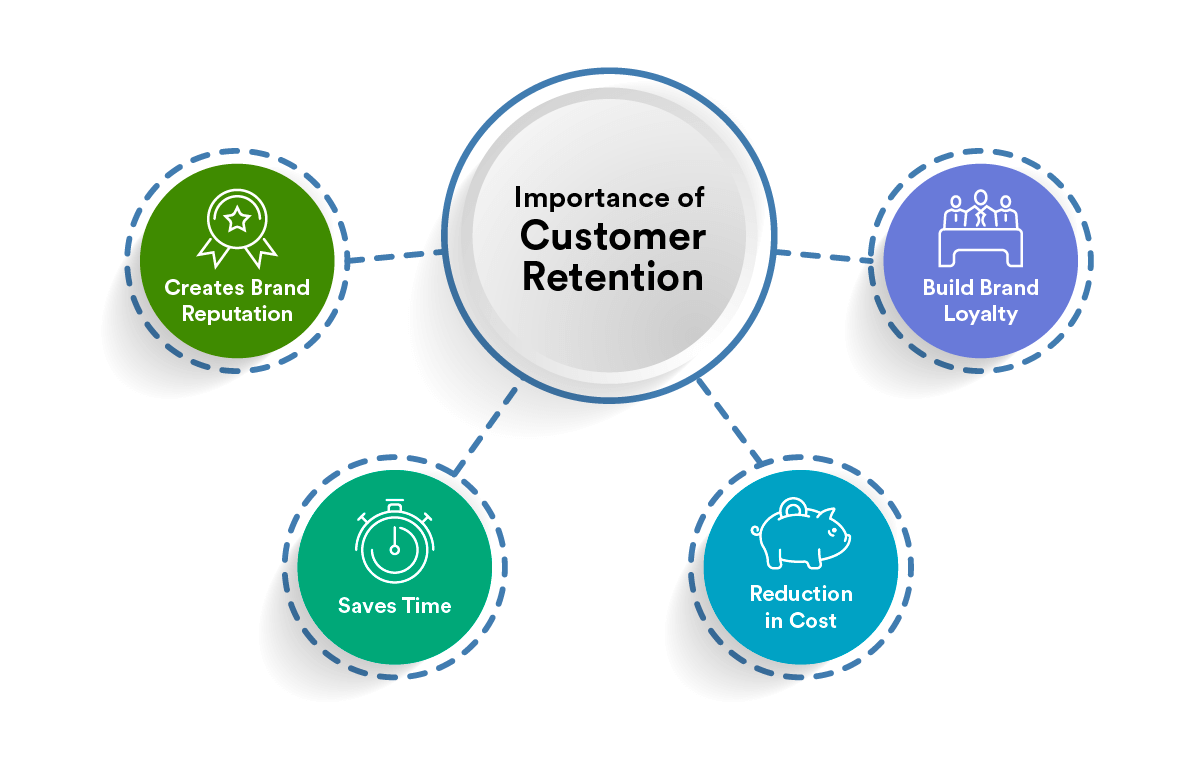 Importance of
Customer
Retention
Creates Brand
Reputation
Build Brand
Loyalty
Saves Time
Reduction
in Cost